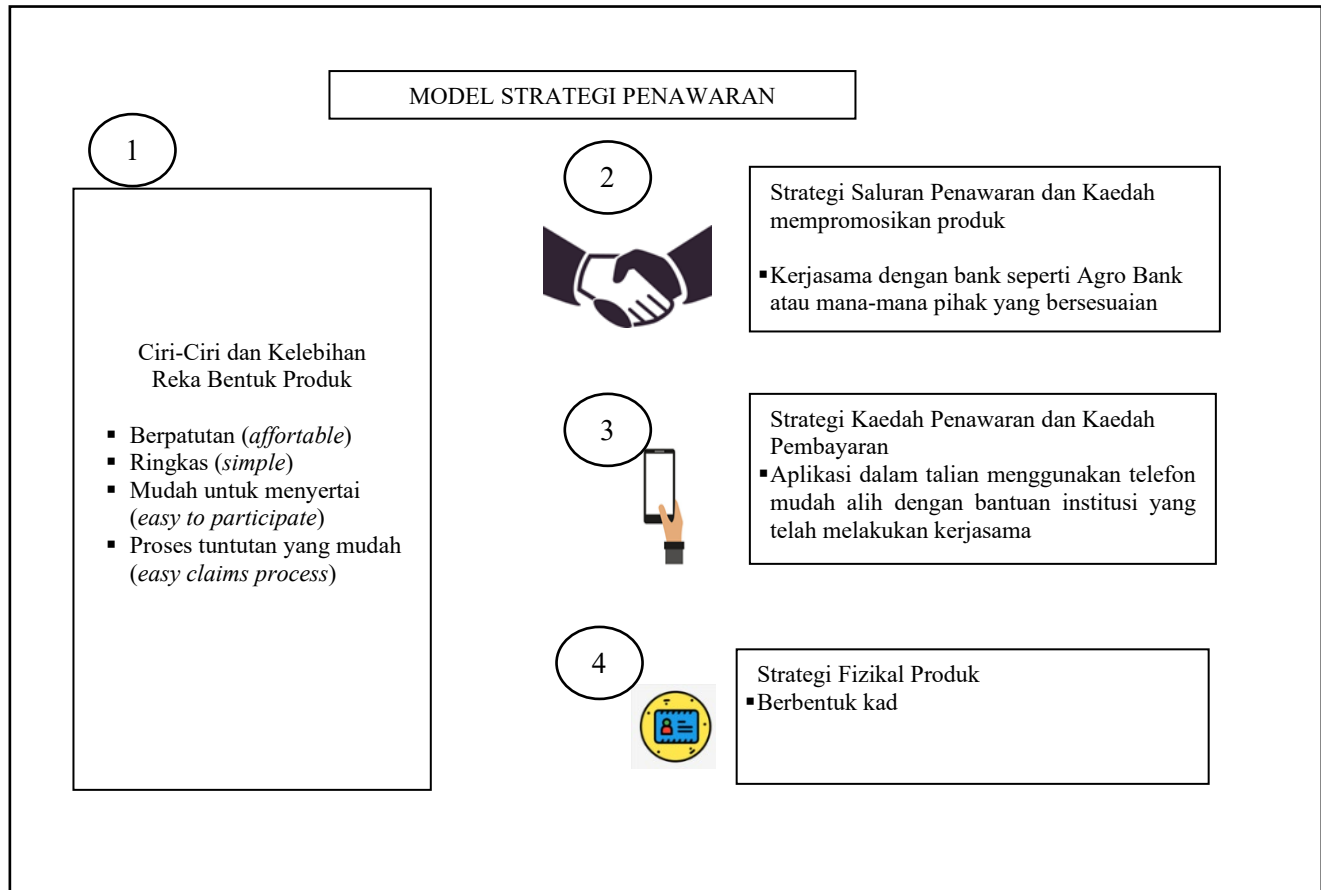 MODEL STRATEGI PENAWARAN
1
Ciri-Ciri dan Kelebihan
Reka Bentuk Produk
▪ Berpatutan (affortable)
▪ Ringkas (simple)
▪ Mudah untuk menyertai
(easy to participate)
▪ Proses tuntutan yang mudah
(easy claims process)
2
Strategi Saluran Penawaran dan Kaedah
mempromosikan produk
▪Kerjasama dengan bank seperti Agro Bank
atau mana-mana pihak yang bersesuaian
3
Strategi Kaedah Penawaran dan Kaedah
Pembayaran
▪Aplikasi dalam talian menggunakan telefon
mudah alih dengan bantuan institusi yang
telah melakukan kerjasama
4
Strategi Fizikal Produk
▪Berbentuk kad